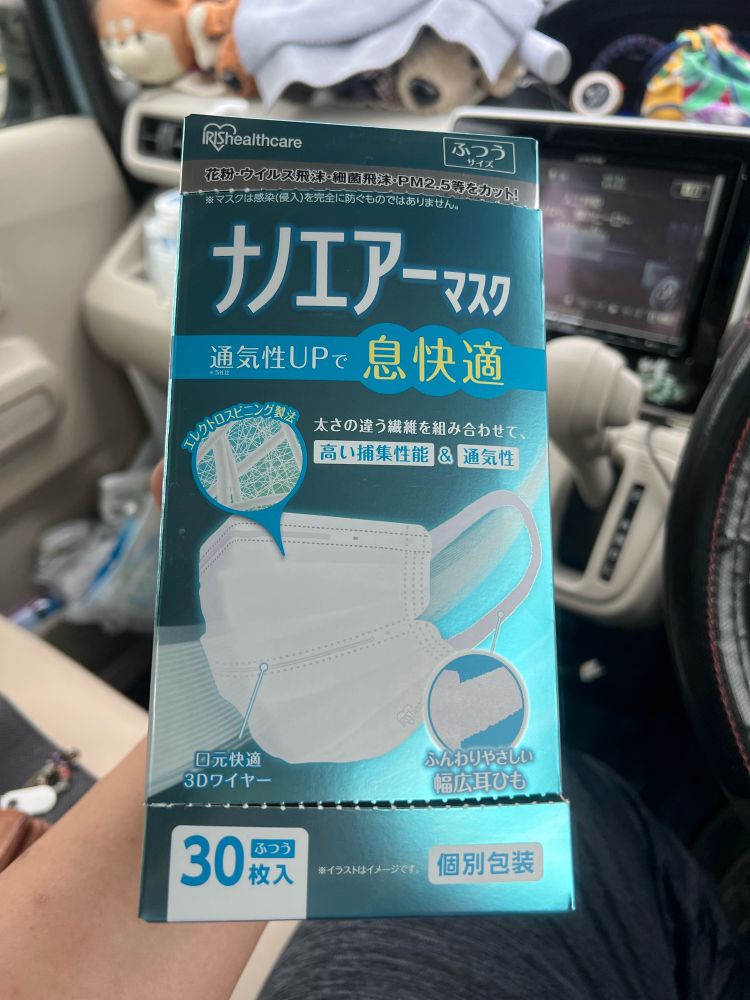 IRIShealthcare
ふつう
サイズ
花粉・ウイルス飛沫・細菌飛沫・PM2.5等をカット!
※マスクは感染(侵入)を完全に防ぐものではありません。
ナノエアーマスク
通気性UPで 息快適
※当社比
エレクトロスピニング製法
太さの違う繊維を組み合わせて、
高い捕集性能 & 通気性
口元快適
3Dワイヤー
ふんわりやさしい
幅広耳ひも
30枚入 ふつう
※イラストはイメージです。
個別包装